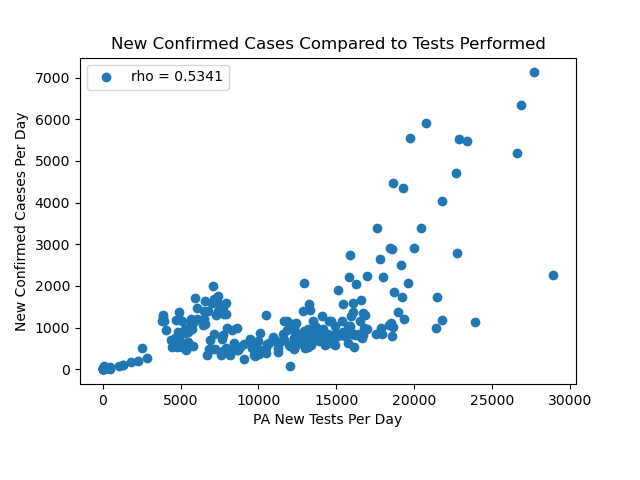 New Confirmed Cases Compared to Tests Performed
rho = 0.5341
New Confirmed Caeses Per Day
7000
6000
5000
4000
3000
2000
1000
0
0 5000 10000 15000 20000 25000 30000
PA New Tests Per Day